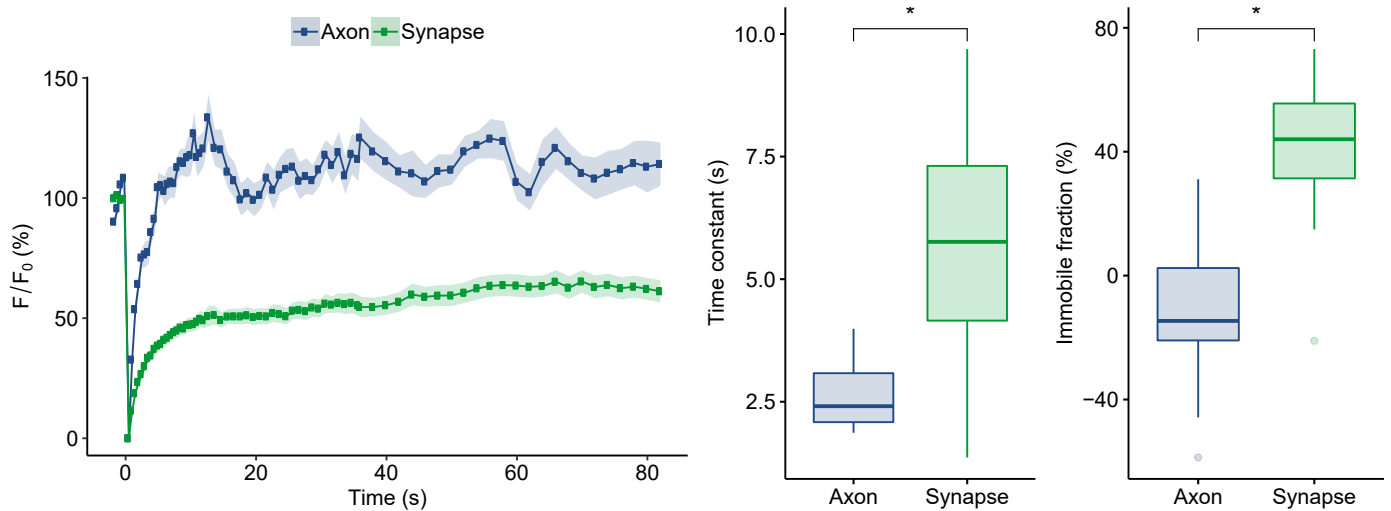 Axon Synapse
F/F₀ (%)
150
100
50
0
0 20 40 60 80
Time (s)
*
Time constant (s)
10.0
7.5
5.0
2.5
Axon Synapse
*
Immobile fraction (%)
80
40
0
−40
Axon Synapse